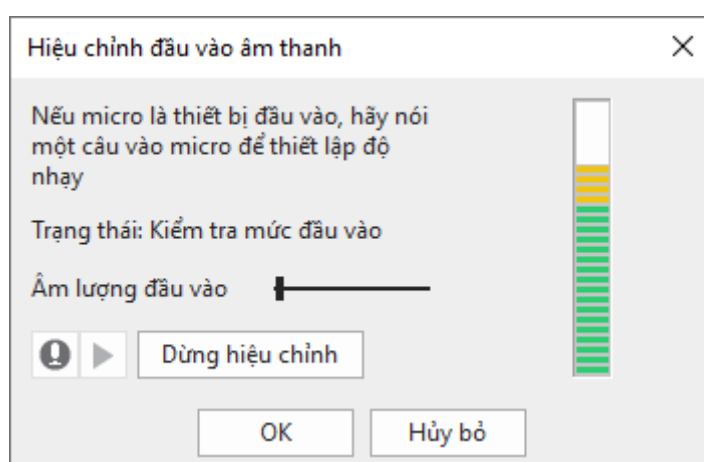 Hiệu chỉnh đầu vào âm thanh
Nếu micro là thiết bị đầu vào, hãy nói
một câu vào micro để thiết lập độ
nhạy
Trạng thái: Kiểm tra mức đầu vào
Âm lượng đầu vào
Dừng hiệu chỉnh
OK
Hủy bỏ